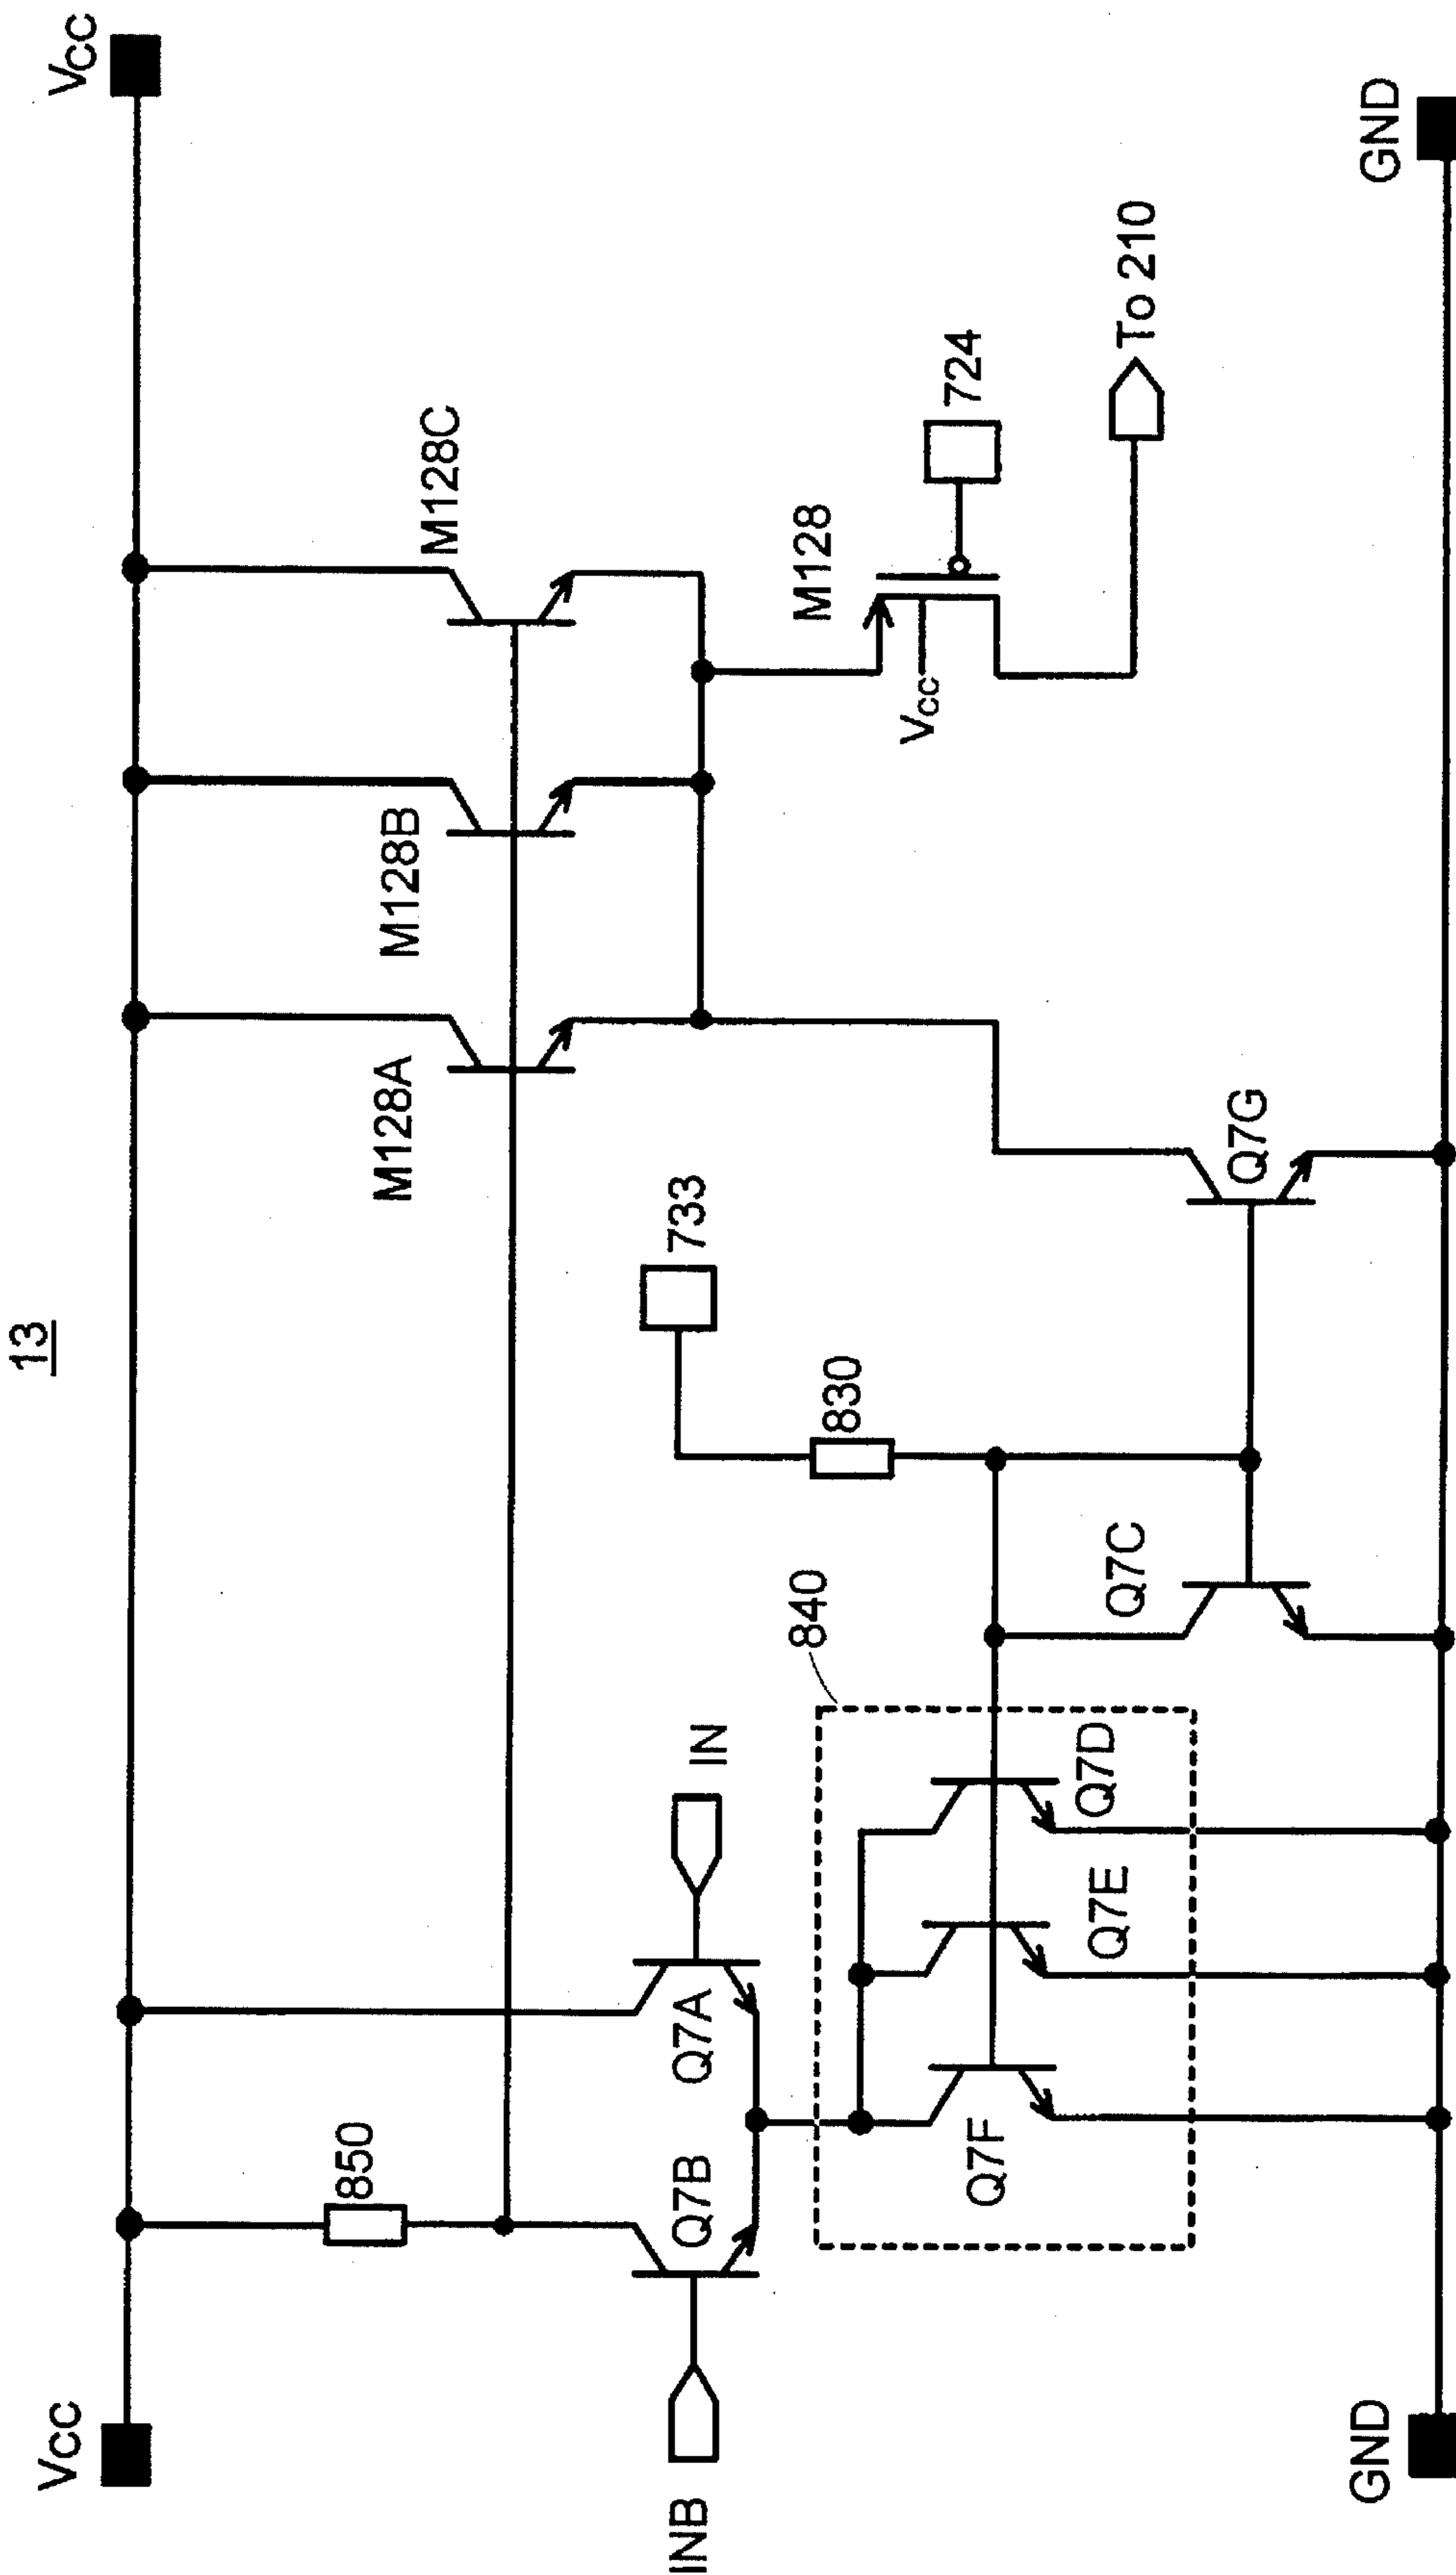 13
Vcc
Vcc
850
INB
Q7B
Q7A
IN
840
Q7F
Q7E
Q7D
Q7C
830
733
Q7G
M128A
M128B
M128C
M128
Vcc
724
To 210
GND
GND